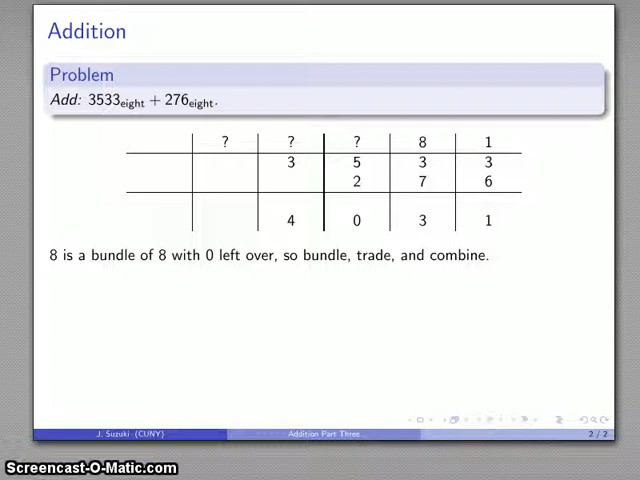 Addition
Problem
Add: 3533eight + 276eight.
? ? ? 8 1
3 5 3 3
2 7 6
4 0 3 1
8 is a bundle of 8 with 0 left over, so bundle, trade, and combine.
J. Suzuki (CUNY) Addition Part Three... 2 / 2
Screencast-O-Matic.com